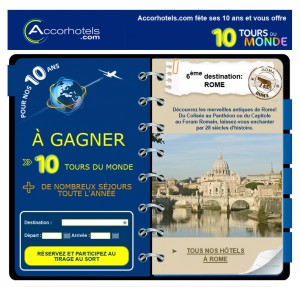 Accorhotels
.com
Accorhotels.com fête ses 10 ans et vous offre
10 TOURS DU
MONDE
POUR NOS 10 ANS
À GAGNER
10 TOURS DU MONDE
+ DE NOMBREUX SÉJOURS
TOUTE L'ANNÉE
Destination :
Départ : Arrivée :
RÉSERVEZ ET PARTICIPEZ AU
TIRAGE AU SORT
6ème destination:
ROME
Découvrez les merveilles antiques de Rome!
Du Colisée au Panthéon ou du Capitole
au Forum Romain, laissez-vous enchanter
par 28 siècles d'histoire.
TOUS NOS HÔTELS
À ROME